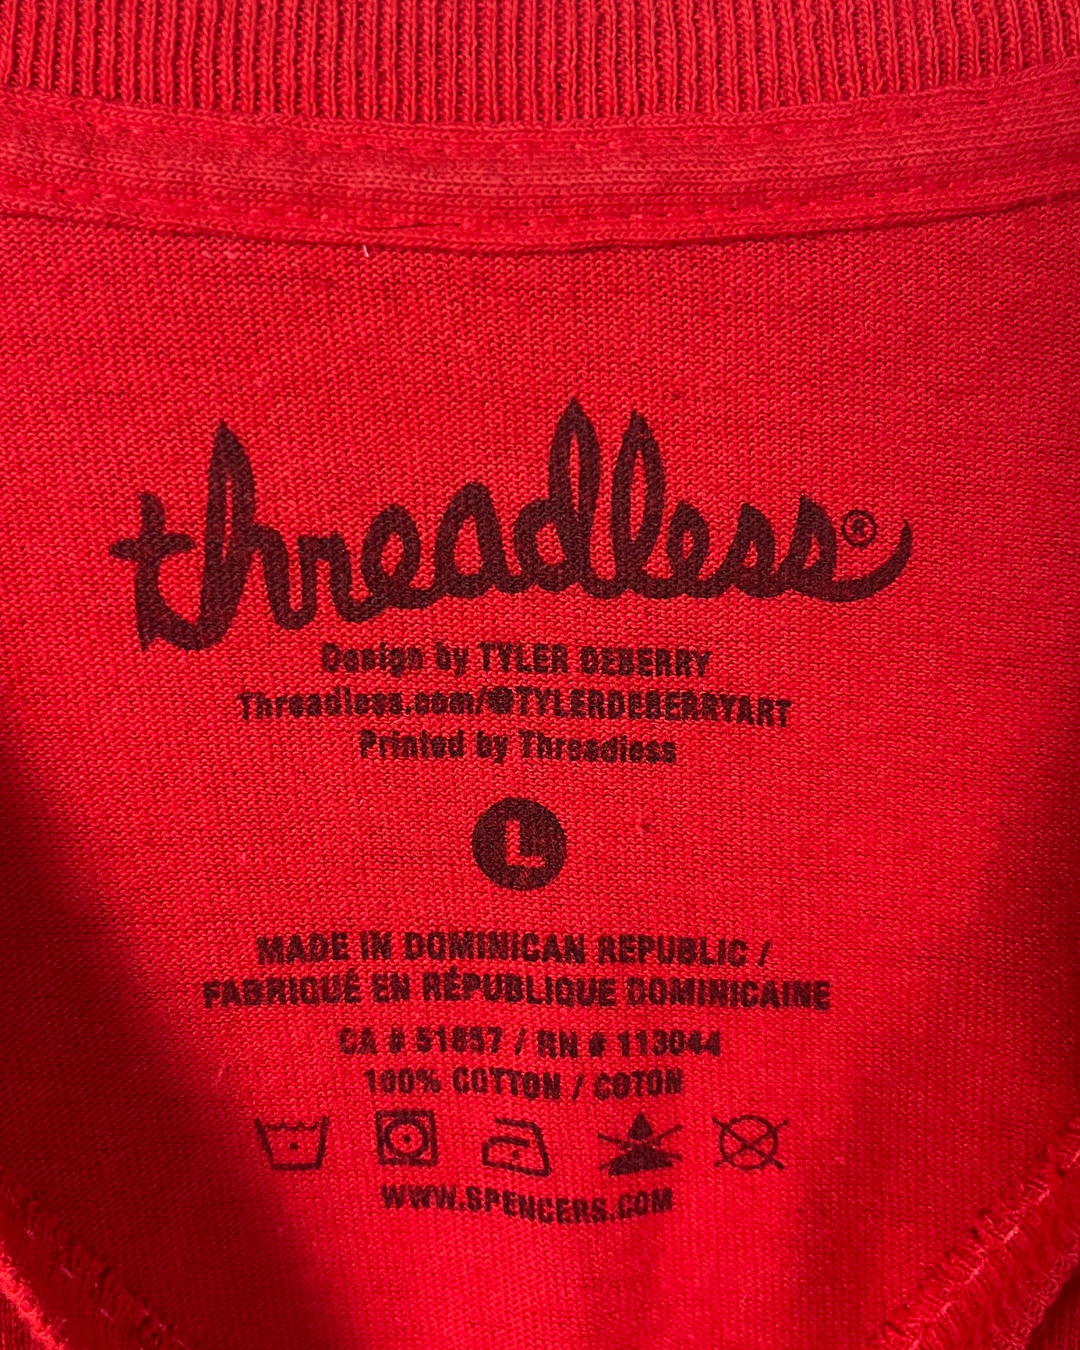 threadless®
Design by TYLER DEBERRY
Threadless.com/@TYLERDEBERRYART
Printed by Threadless
L
MADE IN DOMINICAN REPUBLIC /
FABRIQUÉ EN RÉPUBLIQUE DOMINICAINE
CA # 51857 / RN # 113044
100% COTTON / COTON
WWW.SPENCERS.COM